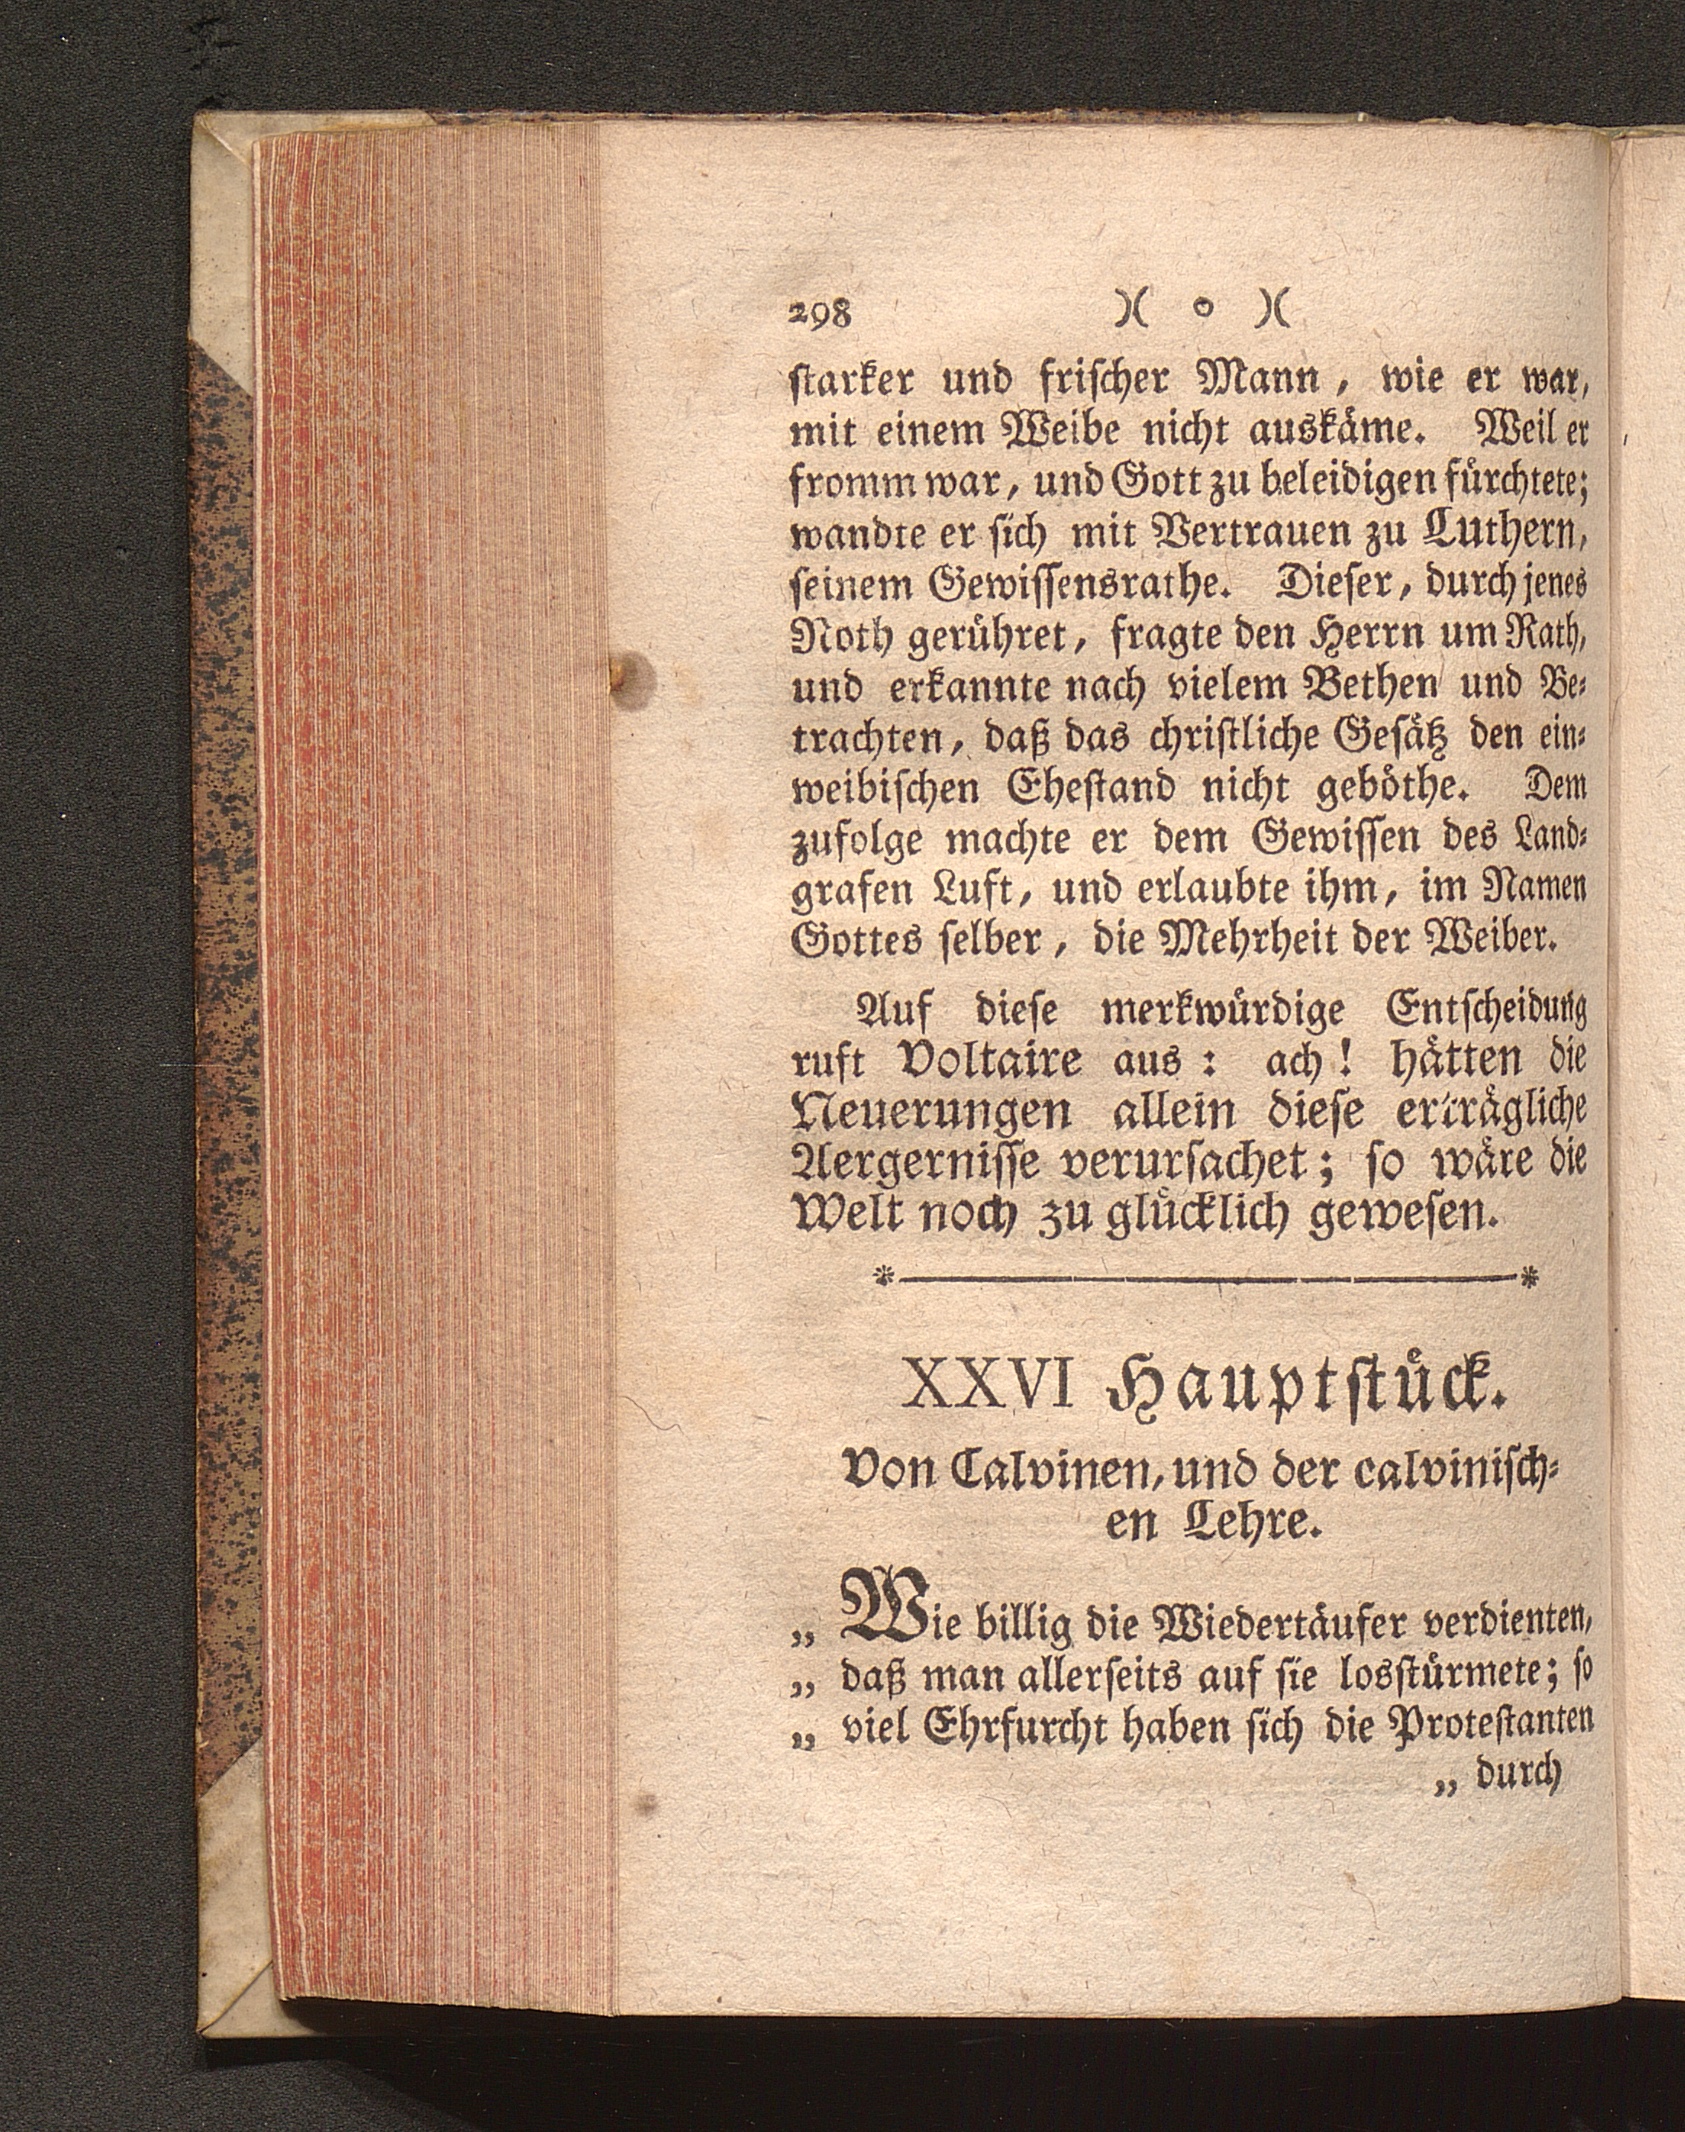 298 )( o )(
starker und frischer Mann, wie er war,
mit einem Weibe nicht auskäme. Weil er
fromm war, und Gott zu beleidigen fürchtete;
wandte er sich mit Vertrauen zu Luthern,
seinem Gewissensrathe. Dieser, durch jenes
Noth gerühret, fragte den Herrn um Rath,
und erkannte nach vielem Bethen und Be-
trachten, daß das christliche Gesätz den ein-
weibischen Ehestand nicht geböthe. Dem
zufolge machte er dem Gewissen des Land-
grafen Luft, und erlaubte ihm, im Namen
Gottes selber, die Mehrheit der Weiber.
Auf diese merkwürdige Entscheidung
ruft Voltaire aus: ach! hätten die
Neuerungen allein diese erträgliche
Aergernisse verursachet; so wäre die
Welt noch zu glücklich gewesen.
XXVI Hauptstück.
Von Calvinen, und der calvinisch-
en Lehre.
„ Wie billig die Wiedertäufer verdienten,
„ daß man allerseits auf sie losstürmete; so
„ viel Ehrfurcht haben sich die Protestanten
„ durch